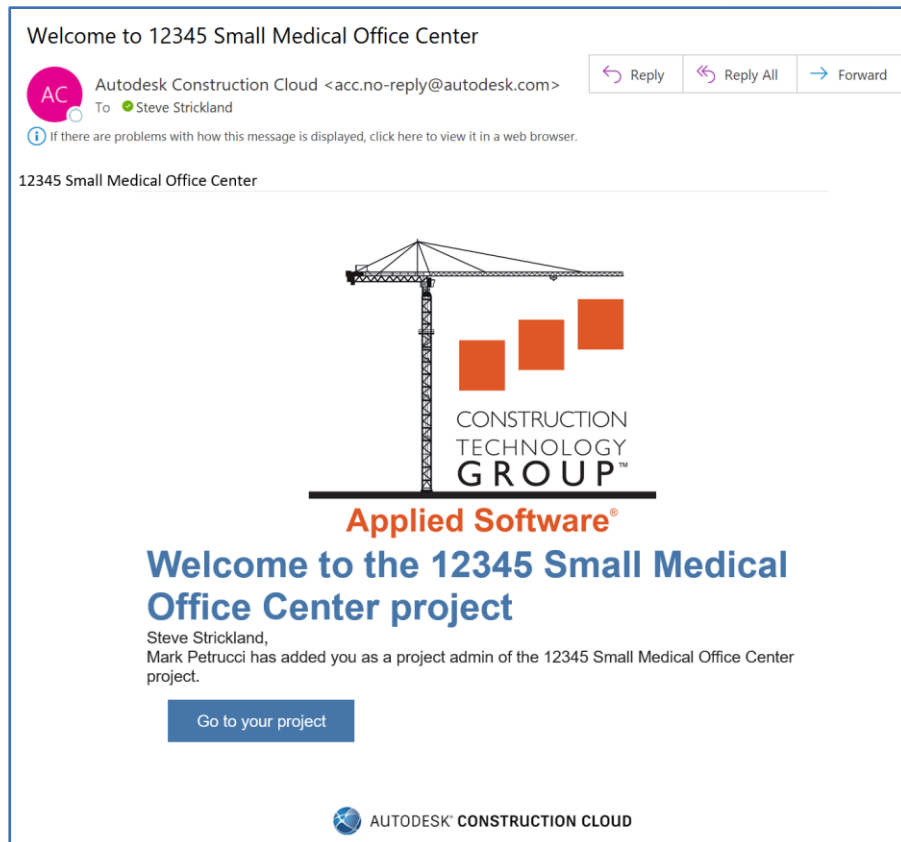 Welcome to 12345 Small Medical Office Center
AC
Autodesk Construction Cloud <acc.no-reply@autodesk.com>
To Steve Strickland
Reply
Reply All
Forward
If there are problems with how this message is displayed, click here to view it in a web browser.
12345 Small Medical Office Center
CONSTRUCTION
TECHNOLOGY
GROUP™
Applied Software®
Welcome to the 12345 Small Medical
Office Center project
Steve Strickland,
Mark Petrucci has added you as a project admin of the 12345 Small Medical Office Center
project.
Go to your project
AUTODESK® CONSTRUCTION CLOUD